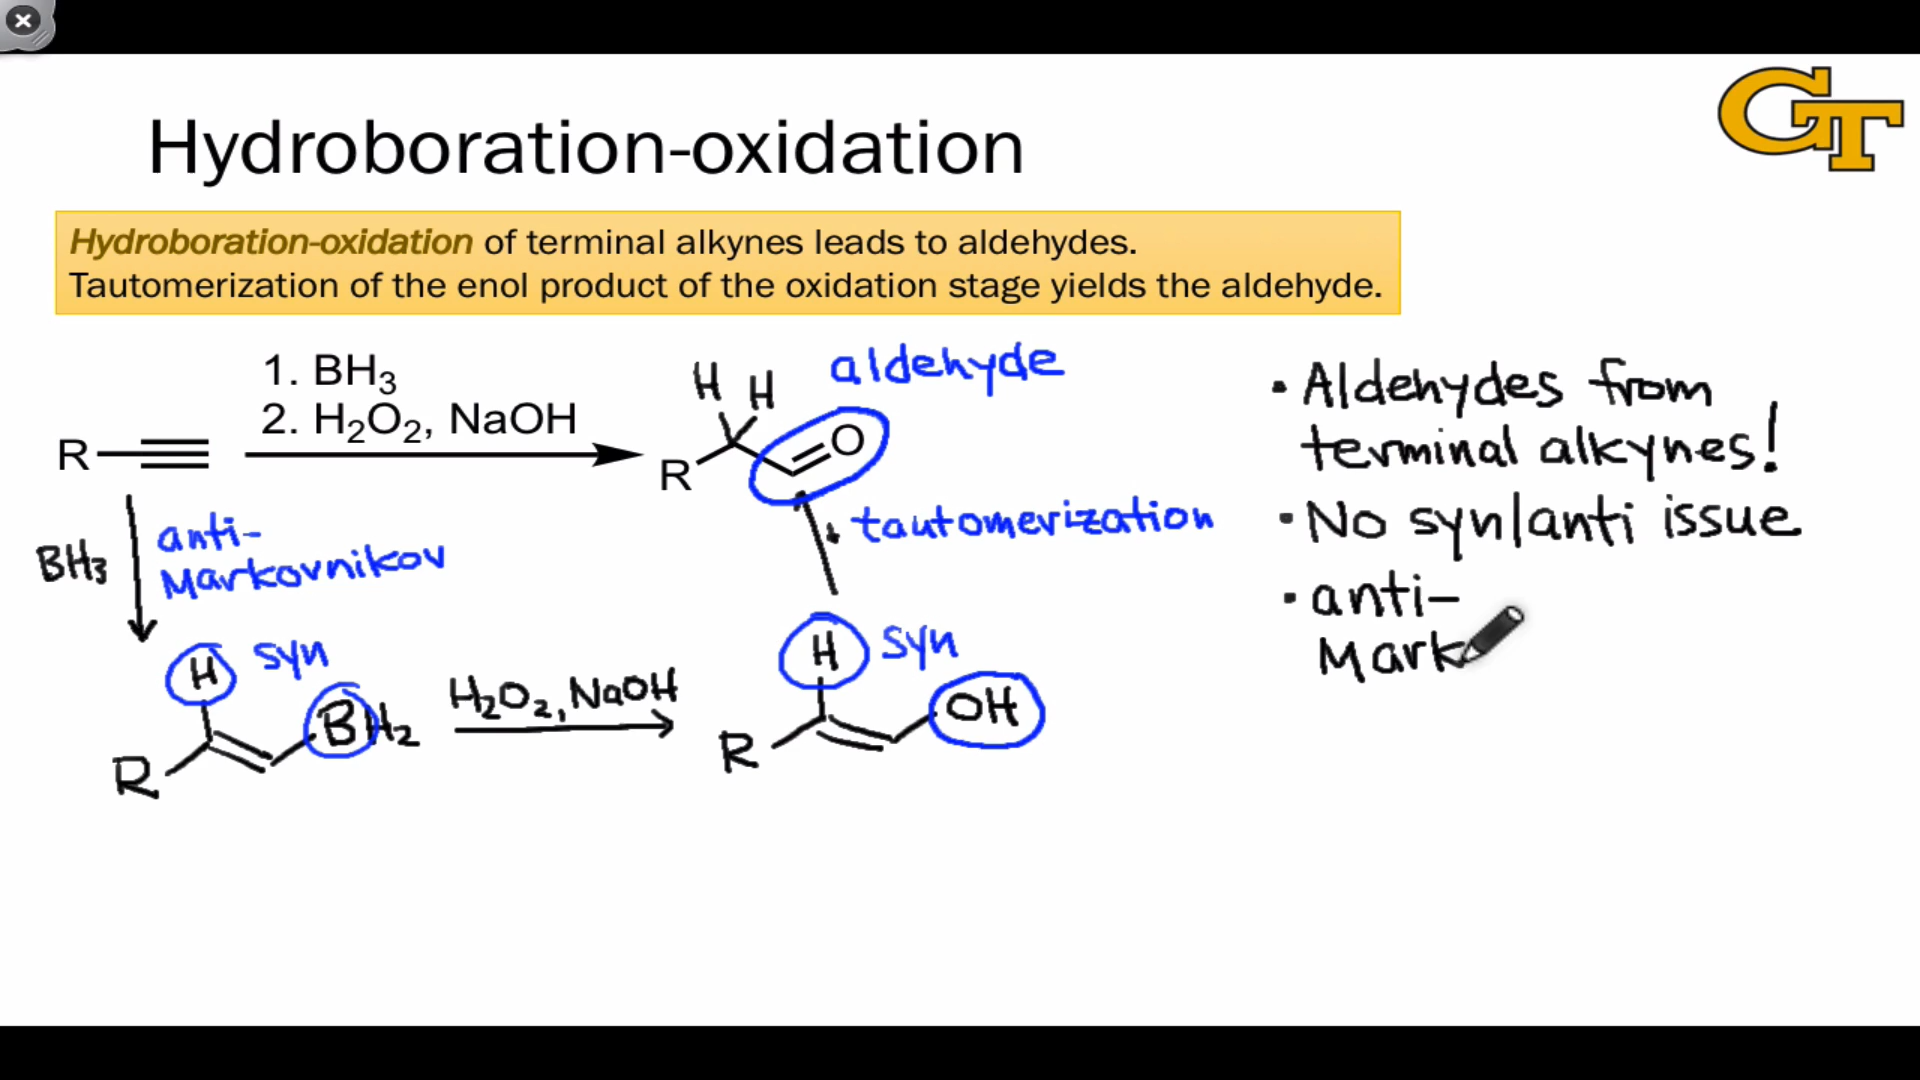 GT
Hydroboration-oxidation
Hydroboration-oxidation of terminal alkynes leads to aldehydes.
Tautomerization of the enol product of the oxidation stage yields the aldehyde.
1. BH₃
2. H₂O₂, NaOH
R
H H
aldehyde
O
R
BH₃
anti-
Markovnikov
tautomerization
H syn
R
BH₂
H₂O₂, NaOH
H syn
R
OH
• Aldehydes from
terminal alkynes!
• No syn/anti issue
• anti-
Mark